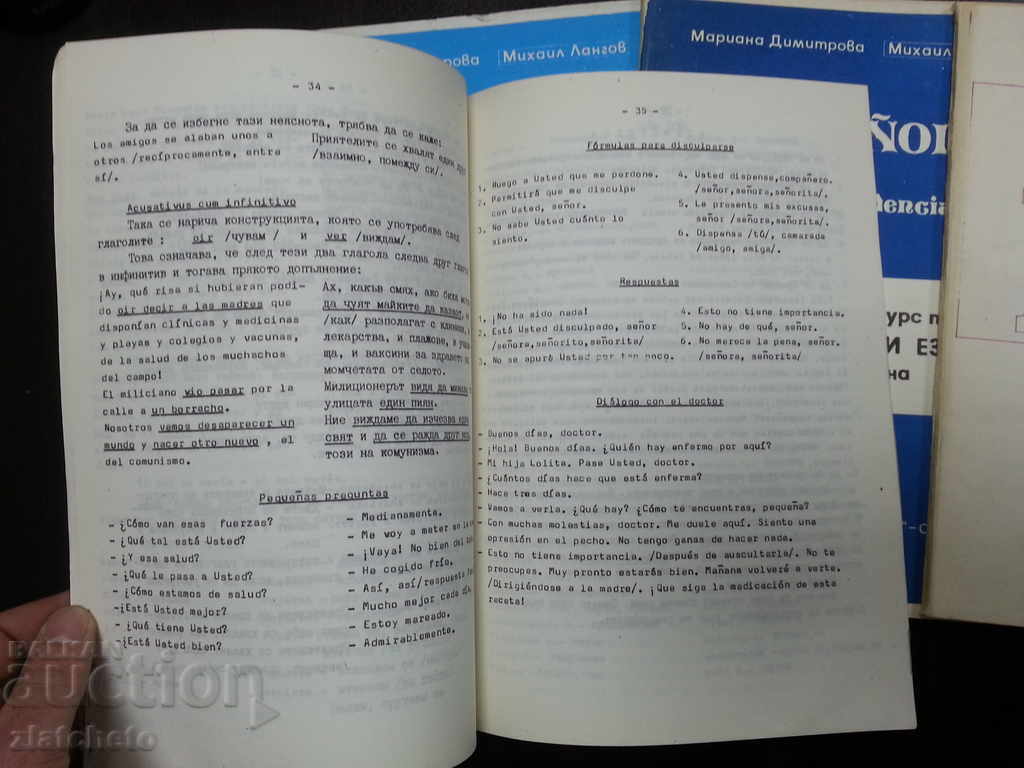 - 34 -
За да се избегне тази неяснота, трябва да се каже:
Los amigos se alaban unos a
otros /recíprocamente, entre
sí/.
Приятелите се хвалят един друг
/взаимно, помежду си/.
Acusativus cum infinitivo
Така се нарича конструкцията, която се употребява след
глаголите : oir /чувам / и ver /виждам/.
Това означава, че след тези два глагола следва друг
в инфинитив и тогава прякото допълнение:
¡Ay, qué risa si hubieran podi-
do oir decir a las madres que
disponían clínicas y medicinas
y playas y colegios y vacunas,
de la salud de los muchachos
del campo!
El miliciano vio pasar por la
calle a un borracho.
Nosotros vemos desaparecer un
mundo y nacer otro nuevo , el
del comunismo.
Ах, какъв смях, ако биха
да чуят майките да казват,
/как/ разполагат с клиники,
лекарства, и плажове, и
ща, и ваксини за здравето
момчетата от селото.
Милиционерът видя да минава
улицата един пиян.
Ние виждаме да изчезва един
свят и да се ражда друг
този на комунизма.
Pequeñas preguntas
- ¿Cómo van esas fuerzas?
- ¿Qué tal está Usted?
- ¿Y esa salud?
- ¿Qué le pasa a Usted?
- ¿Cómo estamos de salud?
-¿Está Usted mejor?
- ¿Qué tiene Usted?
-¿Está Usted bien?
- Medianamente.
- Me voy a meter en
- ¡Vaya! No bien del
- He cogido frío.
- Así, así/respuesta
- Mucho mejor cada día.
- Estoy mareado.
- Admirablemente.
- 35 -
Fórmulas para disculparse
1. Ruego a Usted que me perdone.
2. Permitirá que me disculpe
con Usted, señor.
3. No sabe Usted cuánto lo
siento.
4. Usted dispense,compañero.
/señor,señora,señorita/.
5. Le presento mis excusas,
señor /señora,señorita/.
6. Dispensa /tú/, camarada
/amigo, amiga/.
Respuestas
1. ¡No ha sido nada!
2. Está Usted disculpado, señor
/señora,señorito,señorita/
3. No se apuré Usted por tan poco.
4. Esto no tiene importancia.
5. No hay de qué, señor.
6. No merece la pena, señor.
/señora, señorita/
Diálogo con el doctor
- Buenos días, doctor.
- ¡Hola! Buenos días. ¿Quién hay enfermo por aquí?
- Mi hija Lolita. Pase Usted, doctor.
- ¿Cuántos días hace que está enferma?
- Hace tres días.
- Vamos a verla. ¿Qué hay? ¿Cómo te encuentras, pequeña?
- Con muchas molestias, doctor. Me duele aquí. Siento una
opresión en el pecho. No tengo ganas de hacer nada.
- Esto no tiene importancia. /Después de auscultarla/. No te
preocupes. Muy pronto estarás bien. Mañana volveré a verte.
/Dirigiéndose a la madre/. ¡Que siga la medicación de esta
receta!
Михаил Лангов
Мариана Димитрова Михаил
BALKAN
auction
zlatcheto